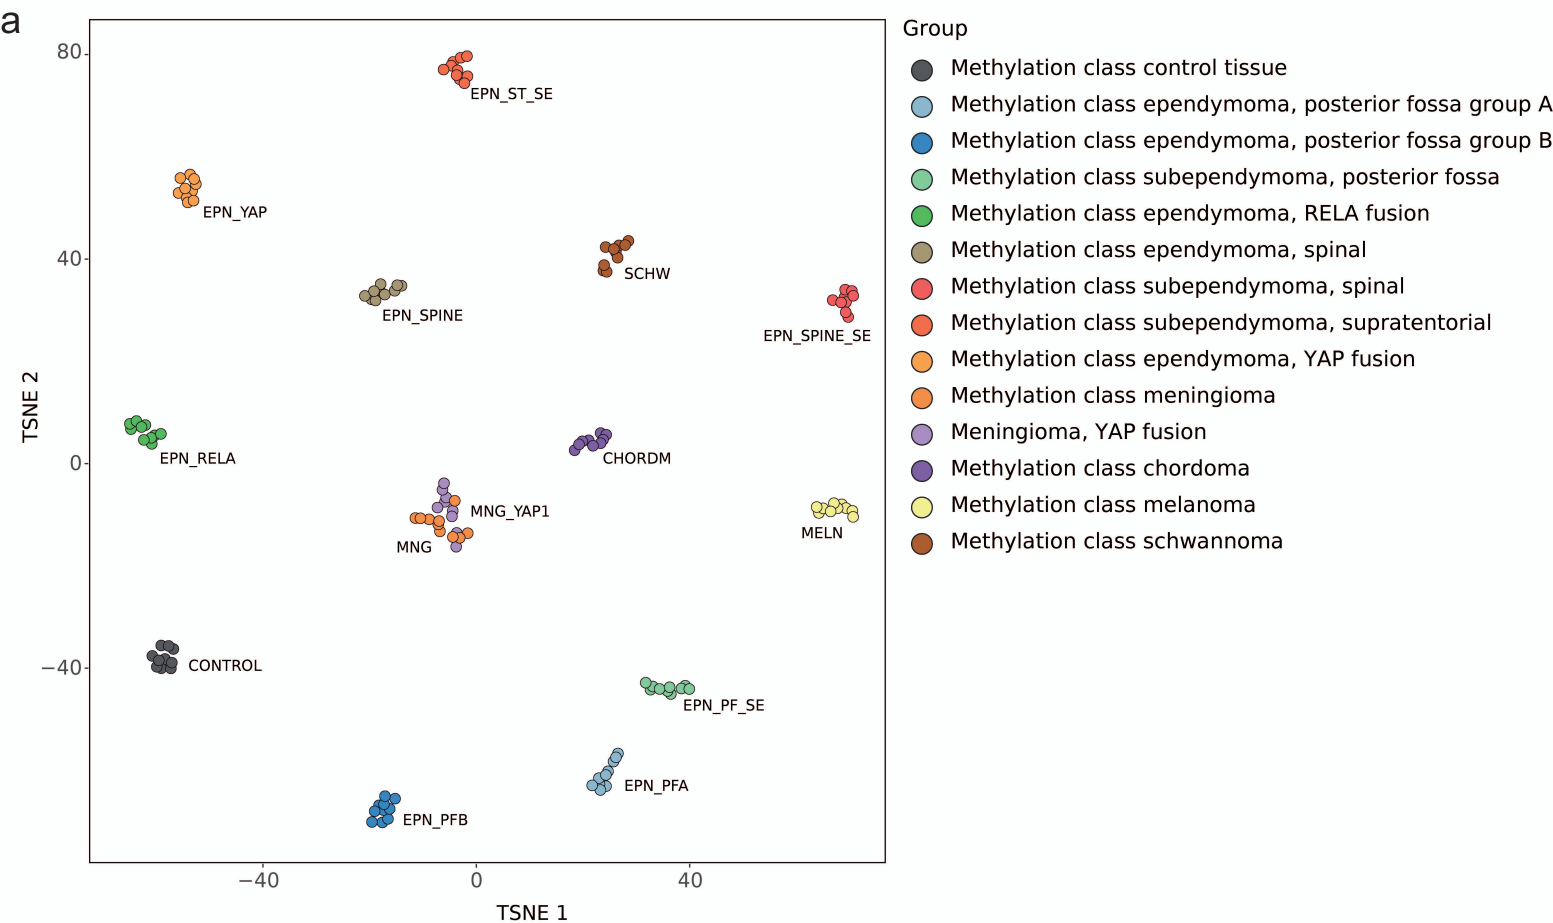 a
80
40
0
−40
TSNE 2
−40
0
40
TSNE 1
EPN_ST_SE
EPN_YAP
SCHW
EPN_SPINE
EPN_SPINE_SE
EPN_RELA
CHORDM
MNG_YAP1
MNG
MELN
CONTROL
EPN_PF_SE
EPN_PFA
EPN_PFB
Group
Methylation class control tissue
Methylation class ependymoma, posterior fossa group A
Methylation class ependymoma, posterior fossa group B
Methylation class subependymoma, posterior fossa
Methylation class ependymoma, RELA fusion
Methylation class ependymoma, spinal
Methylation class subependymoma, spinal
Methylation class subependymoma, supratentorial
Methylation class ependymoma, YAP fusion
Methylation class meningioma
Meningioma, YAP fusion
Methylation class chordoma
Methylation class melanoma
Methylation class schwannoma